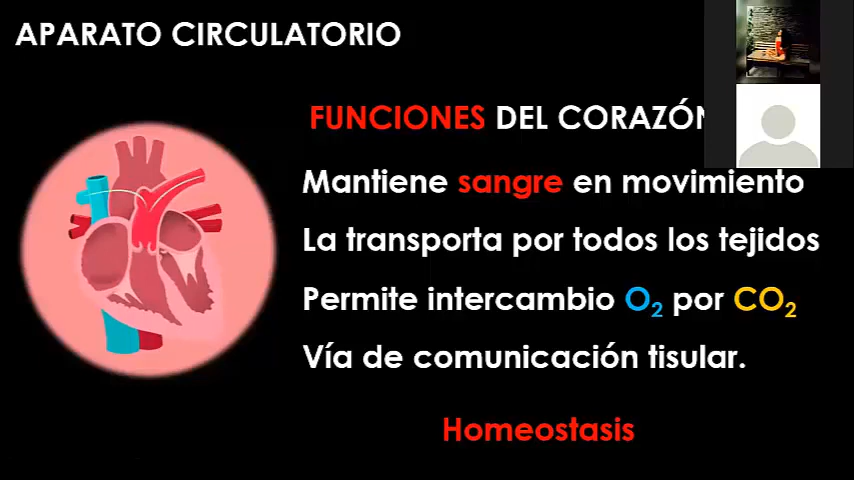 APARATO CIRCULATORIO
FUNCIONES DEL CORAZÓN
Mantiene sangre en movimiento
La transporta por todos los tejidos
Permite intercambio O₂ por CO₂
Vía de comunicación tisular.
Homeostasis